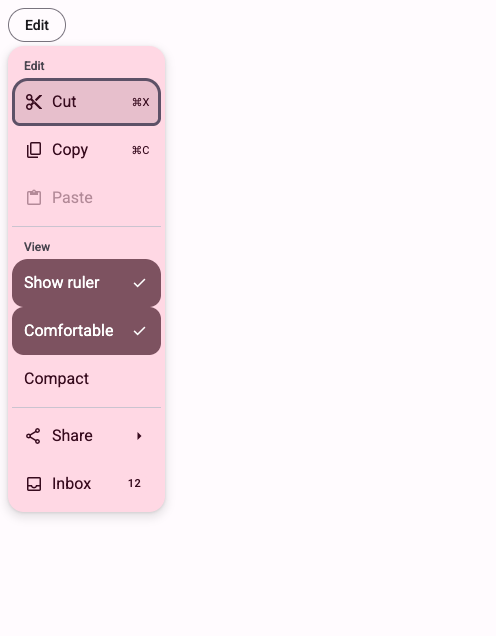 Edit
Edit
Cut ⌘X
Copy ⌘C
Paste
View
Show ruler
Comfortable
Compact
Share
Inbox 12